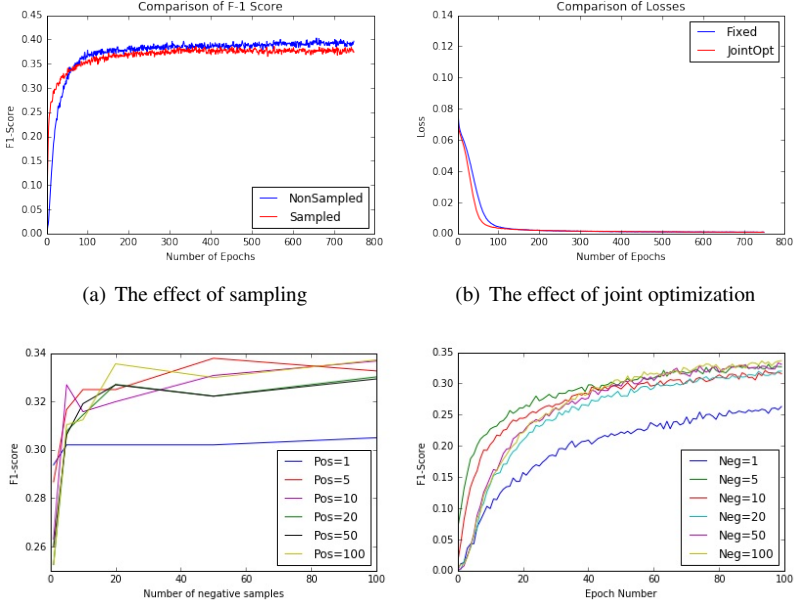 Comparison of F-1 Score
0.45
0.40
0.35
0.30
0.25
0.20
0.15
0.10
0.05
0.00
F1-Score
NonSampled
Sampled
0 100 200 300 400 500 600 700 800
Number of Epochs
(a) The effect of sampling
Comparison of Losses
0.14
0.12
0.10
0.08
0.06
0.04
0.02
0.00
Loss
Fixed
JointOpt
0 100 200 300 400 500 600 700 800
Number of Epochs
(b) The effect of joint optimization
0.34
0.32
0.30
0.28
0.26
F1-score
Pos=1
Pos=5
Pos=10
Pos=20
Pos=50
Pos=100
0 20 40 60 80 100
Number of negative samples
0.35
0.30
0.25
0.20
0.15
0.10
0.05
0.00
F1-Score
Neg=1
Neg=5
Neg=10
Neg=20
Neg=50
Neg=100
0 20 40 60 80 100
Epoch Number